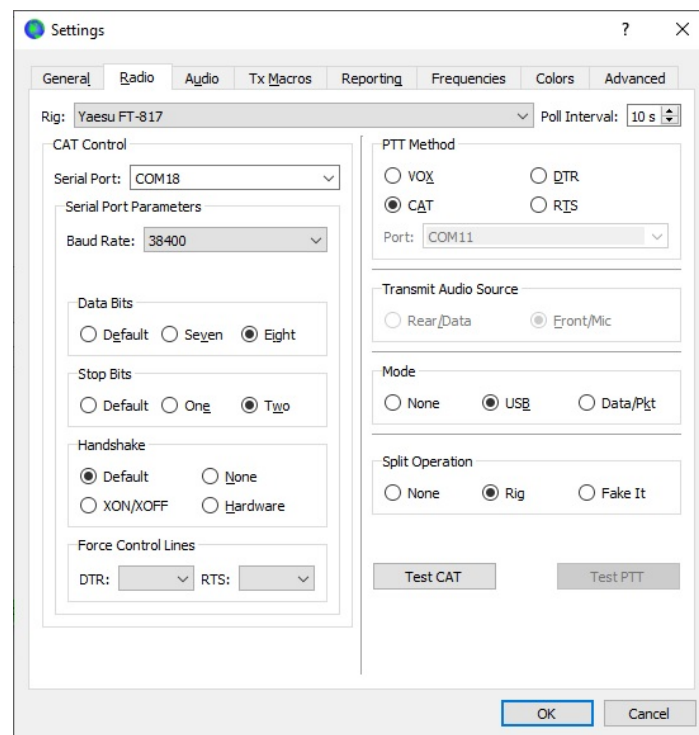 Settings
General Radio Audio Tx Macros Reporting Frequencies Colors Advanced
Rig: Yaesu FT-817 Poll Interval: 10 s
CAT Control
Serial Port: COM18
Serial Port Parameters
Baud Rate: 38400
Data Bits
Default Seven Eight
Stop Bits
Default One Two
Handshake
Default None
XON/XOFF Hardware
Force Control Lines
DTR: RTS:
PTT Method
VOX DTR
CAT RTS
Port: COM11
Transmit Audio Source
Rear/Data Front/Mic
Mode
None USB Data/Pkt
Split Operation
None Rig Fake It
Test CAT Test PTT
OK Cancel